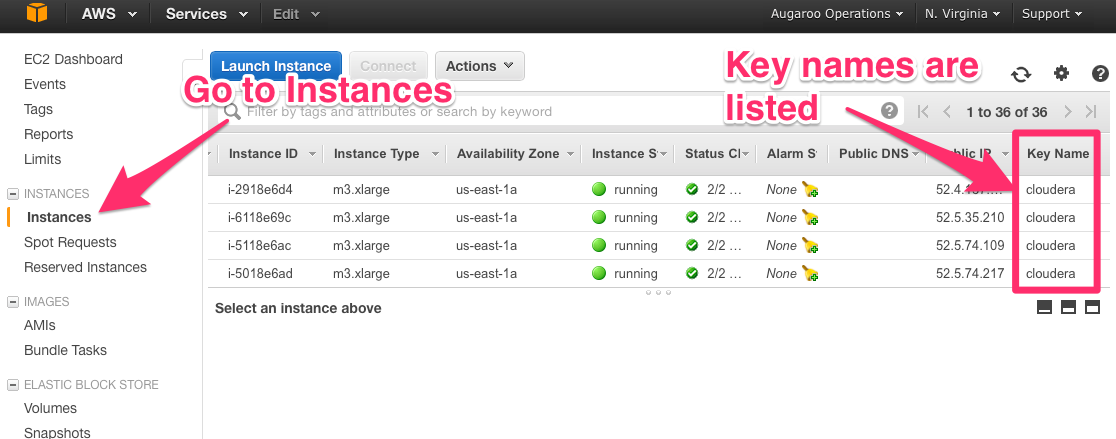 AWS Services Edit Augaroo Operations N. Virginia Support
EC2 Dashboard
Events
Tags
Reports
Limits
INSTANCES
Instances
Spot Requests
Reserved Instances
IMAGES
AMIs
Bundle Tasks
ELASTIC BLOCK STORE
Volumes
Snapshots
Launch Instance Connect Actions
Go to Instances
Key names are
listed
Filter by tags and attributes or search by keyword
1 to 36 of 36
Instance ID Instance Type Availability Zone Instance S Status C Alarm S Public DNS Public IP Key Name
i-2918e6d4 m3.xlarge us-east-1a running 2/2 ... None 52.4. cloudera
i-6118e69c m3.xlarge us-east-1a running 2/2 ... None 52.5.35.210 cloudera
i-5118e6ac m3.xlarge us-east-1a running 2/2 ... None 52.5.74.109 cloudera
i-5018e6ad m3.xlarge us-east-1a running 2/2 ... None 52.5.74.217 cloudera
Select an instance above